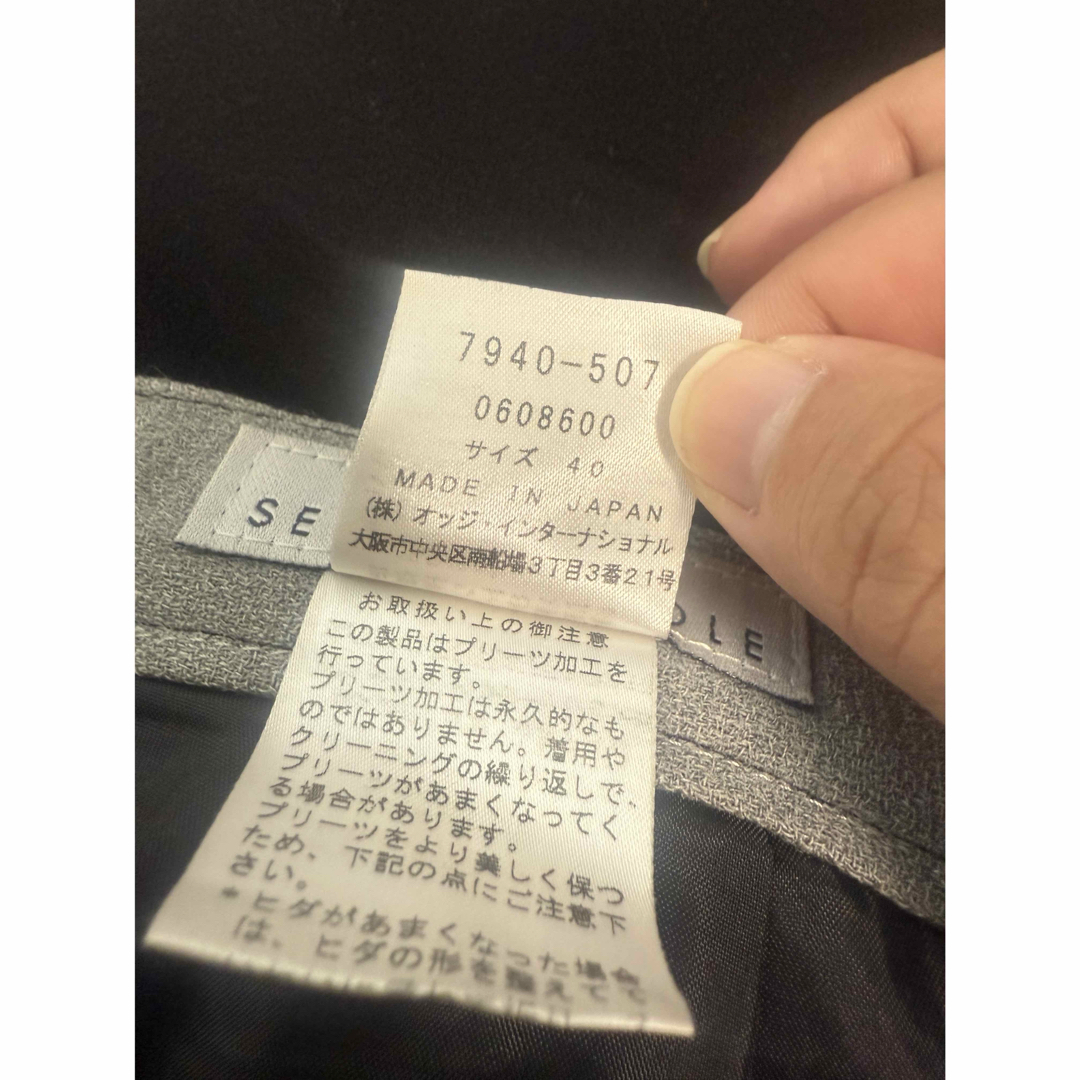 7940-507
0608600
サイズ 40
MADE IN JAPAN
(株)オッジ・インターナショナル
大阪市中央区南船場3丁目3番21号
SE
OLE
お取扱い上の御注意
この製品はプリーツ加工を
行っています。
プリーツ加工は永久的なも
のではありません。着用や
クリーニングの繰り返しで、
プリーツがあまくなってく
る場合があります。
プリーツをより美しく保つ
ため、下記の点にご注意下
さい。
*ヒダがあまくなった場合
は、ヒダの形を整えて